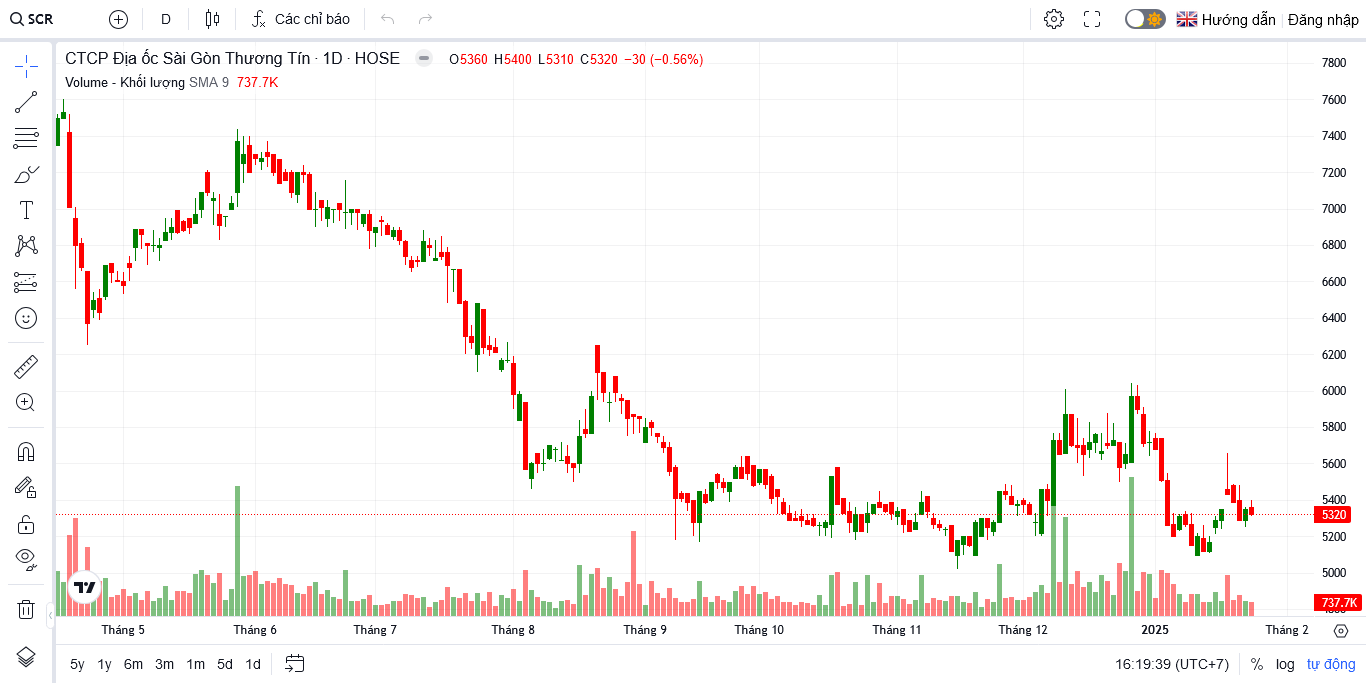 SCR D Các chỉ báo Hướng dẫn Đăng nhập
CTCP Địa ốc Sài Gòn Thương Tín · 1D · HOSE O5360 H5400 L5310 C5320 −30 (−0.56%)
Volume - Khối lượng SMA 9 737.7K
7800
7600
7400
7200
7000
6800
6600
6400
6200
6000
5800
5600
5400
5320
5200
5000
737.7K
Tháng 5 Tháng 6 Tháng 7 Tháng 8 Tháng 9 Tháng 10 Tháng 11 Tháng 12 2025 Tháng 2
5y 1y 6m 3m 1m 5d 1d 16:19:39 (UTC+7) % log tự động